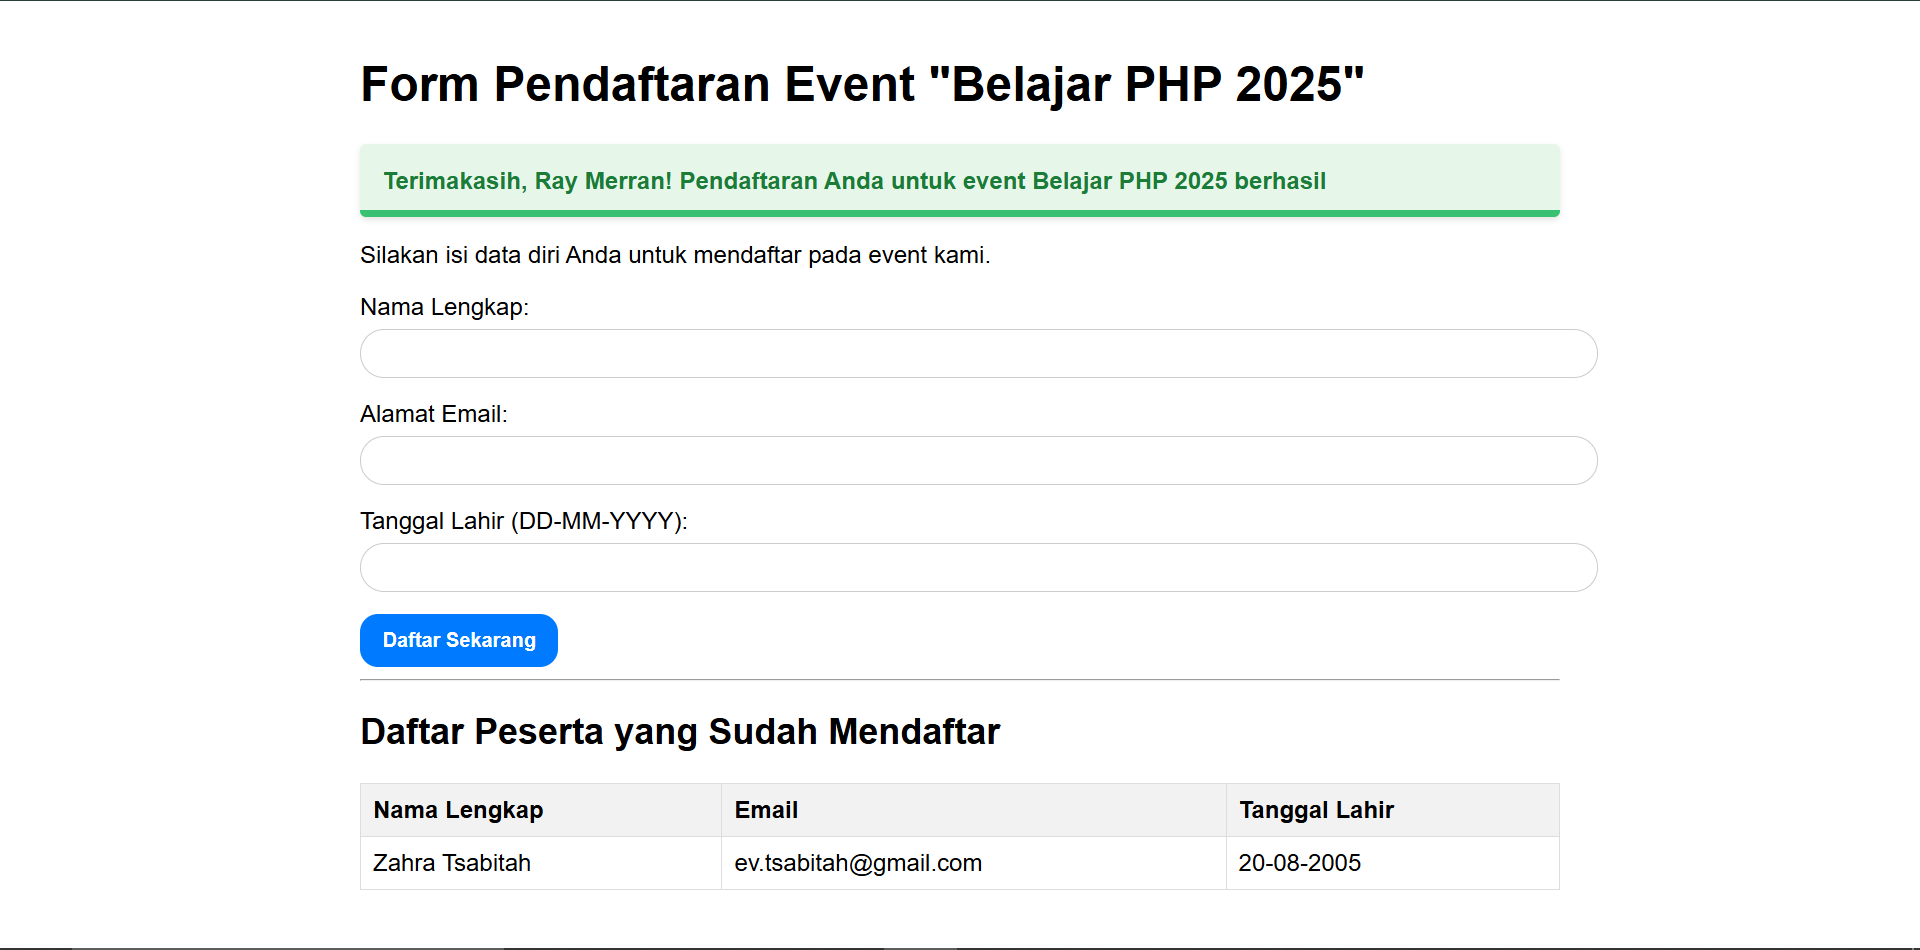 Form Pendaftaran Event "Belajar PHP 2025"
Terimakasih, Ray Merran! Pendaftaran Anda untuk event Belajar PHP 2025 berhasil
Silakan isi data diri Anda untuk mendaftar pada event kami.
Nama Lengkap:
Alamat Email:
Tanggal Lahir (DD-MM-YYYY):
Daftar Sekarang
Daftar Peserta yang Sudah Mendaftar
Nama Lengkap Email Tanggal Lahir
Zahra Tsabitah ev.tsabitah@gmail.com 20-08-2005